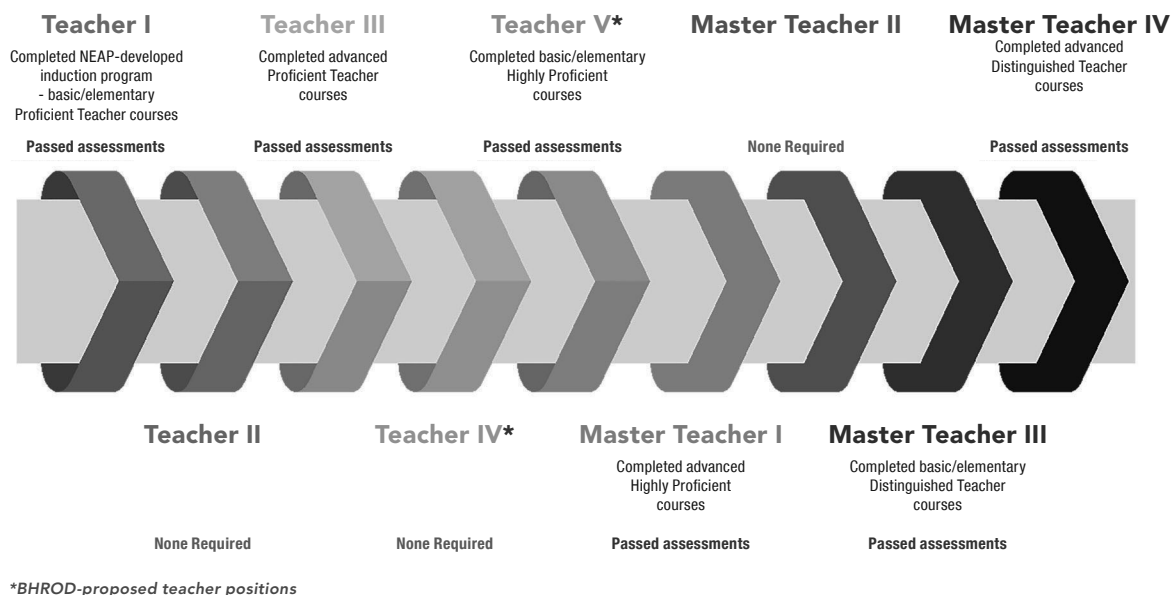 Teacher I
Completed NEAP-developed
induction program
- basic/elementary
Proficient Teacher courses
Passed assessments
Teacher III
Completed advanced
Proficient Teacher
courses
Passed assessments
Teacher V*
Completed basic/elementary
Highly Proficient
courses
Passed assessments
Master Teacher II
None Required
Master Teacher IV
Completed advanced
Distinguished Teacher
courses
Passed assessments
Teacher II
None Required
Teacher IV*
None Required
Master Teacher I
Completed advanced
Highly Proficient
courses
Passed assessments
Master Teacher III
Completed basic/elementary
Distinguished Teacher
courses
Passed assessments
*BHROD-proposed teacher positions